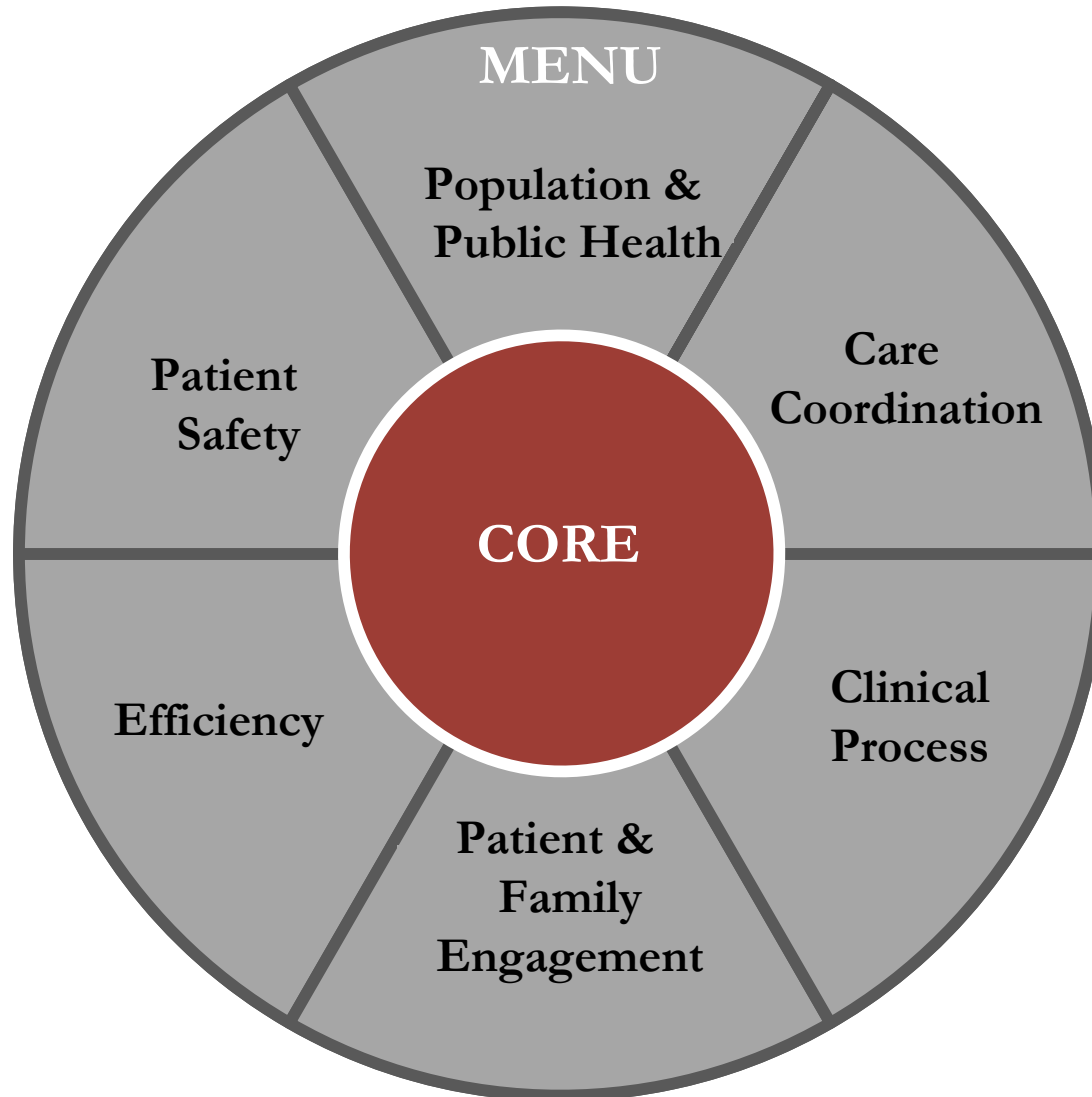 MENU
Population &
Public Health
Care
Coordination
Patient
Safety
CORE
Clinical
Process
Efficiency
Patient &
Family
Engagement